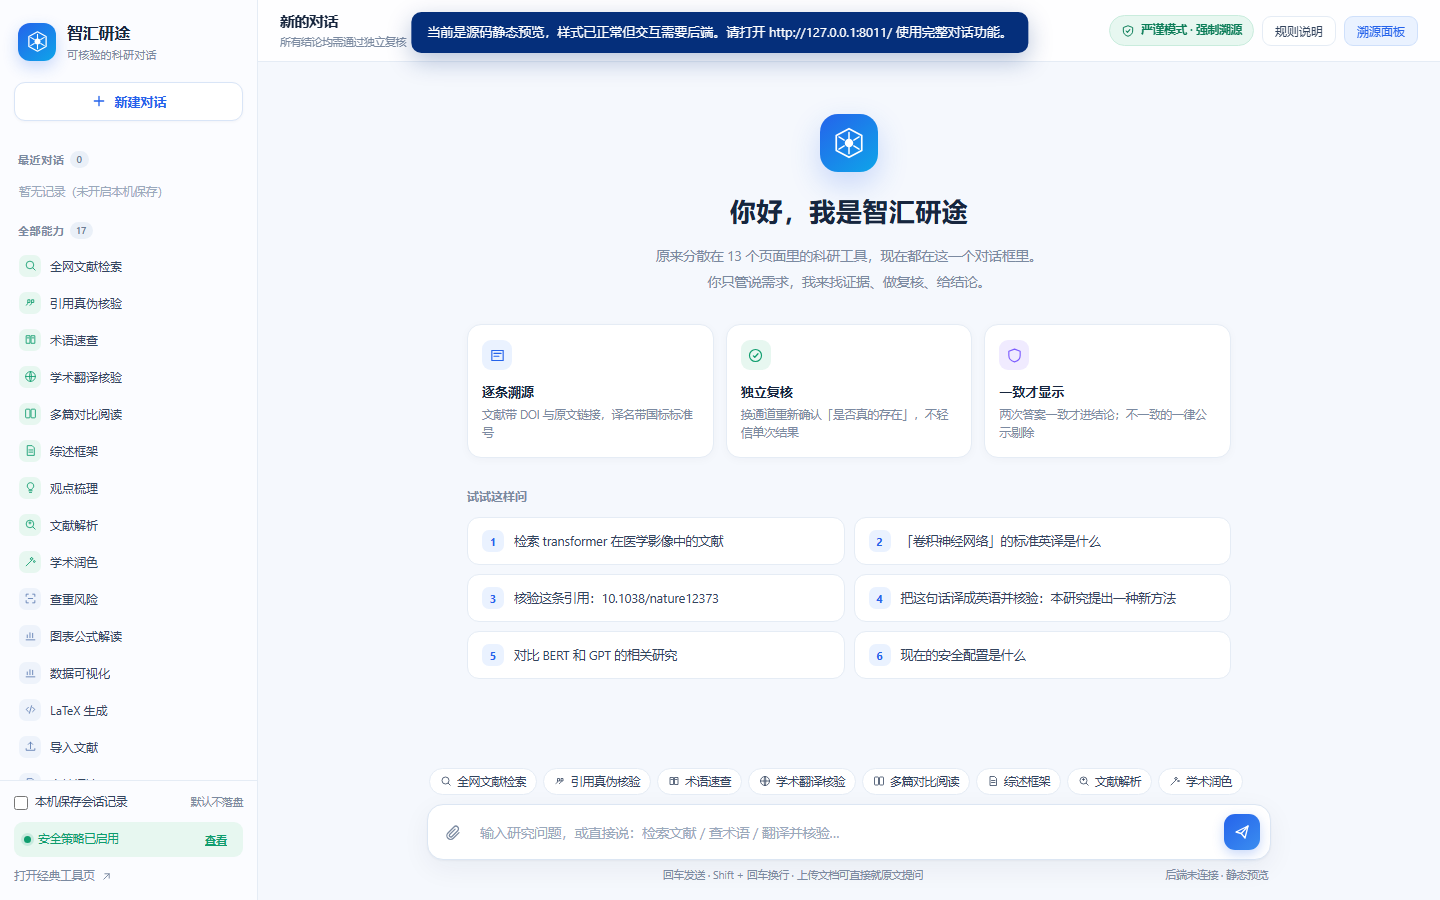 智汇研途
可核验的科研对话
新建对话
最近对话 0
暂无记录（未开启本机保存）
全部能力 17
全网文献检索
引用真伪核验
术语速查
学术翻译核验
多篇对比阅读
综述框架
观点梳理
文献解析
学术润色
查重风险
图表公式解读
数据可视化
LaTeX 生成
导入文献
本机保存会话记录 默认不落盘
安全策略已启用 查看
打开经典工具页
新的对话
所有结论均需通过独立复核
当前是源码静态预览，样式已正常但交互需要后端。请打开 http://127.0.0.1:8011/ 使用完整对话功能。
严谨模式 · 强制溯源
规则说明
溯源面板
你好，我是智汇研途
原来分散在 13 个页面里的科研工具，现在都在这一个对话框里。
你只管说需求，我来找证据、做复核、给结论。
逐条溯源
文献带 DOI 与原文链接，译名带国标标准
号
独立复核
换通道重新确认「是否真的存在」，不轻
信单次结果
一致才显示
两次答案一致才进结论；不一致的一律公
示剔除
试试这样问
1 检索 transformer 在医学影像中的文献
2 「卷积神经网络」的标准英译是什么
3 核验这条引用：10.1038/nature12373
4 把这句话译成英语并核验：本研究提出一种新方法
5 对比 BERT 和 GPT 的相关研究
6 现在的安全配置是什么
全网文献检索 引用真伪核验 术语速查 学术翻译核验 多篇对比阅读 综述框架 文献解析 学术润色
输入研究问题，或直接说：检索文献 / 查术语 / 翻译并核验...
回车发送 · Shift + 回车换行 · 上传文档可直接就原文提问
后端未连接 · 静态预览